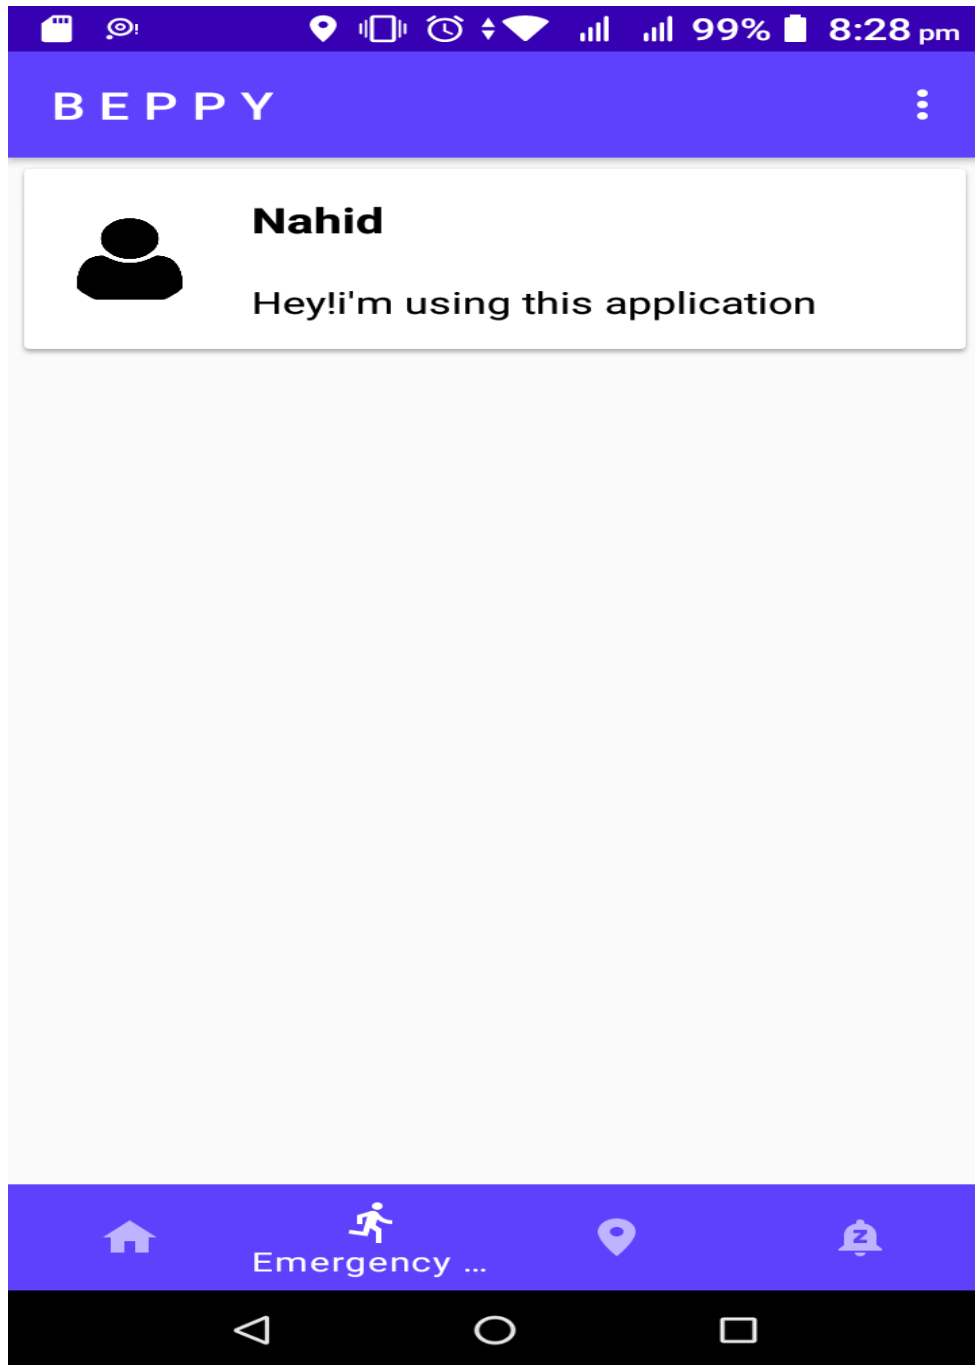 99% 8:28 pm
BEPPY
Nahid
Hey!i'm using this application
Emergency ...